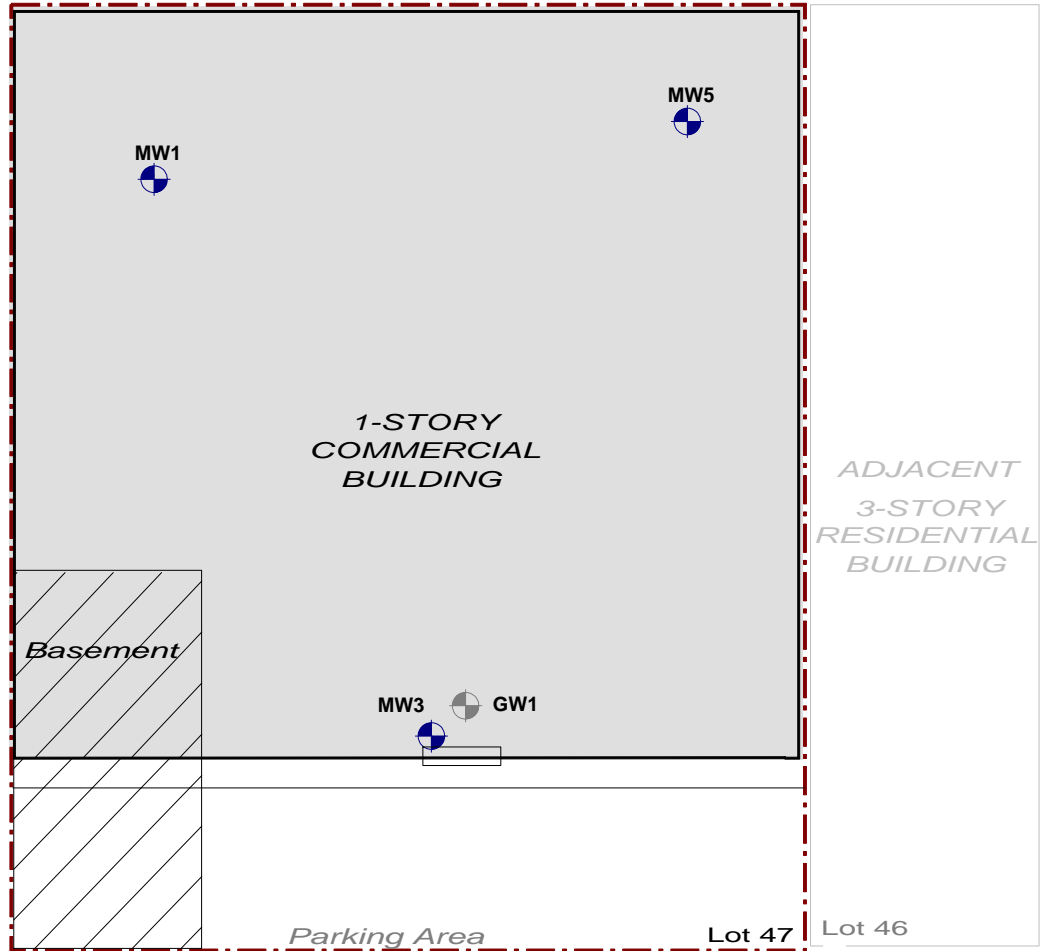 MW5
MW1
1-STORY
COMMERCIAL
BUILDING
ADJACENT
3-STORY
RESIDENTIAL
BUILDING
Basement
MW3
GW1
Parking Area
Lot 47
Lot 46